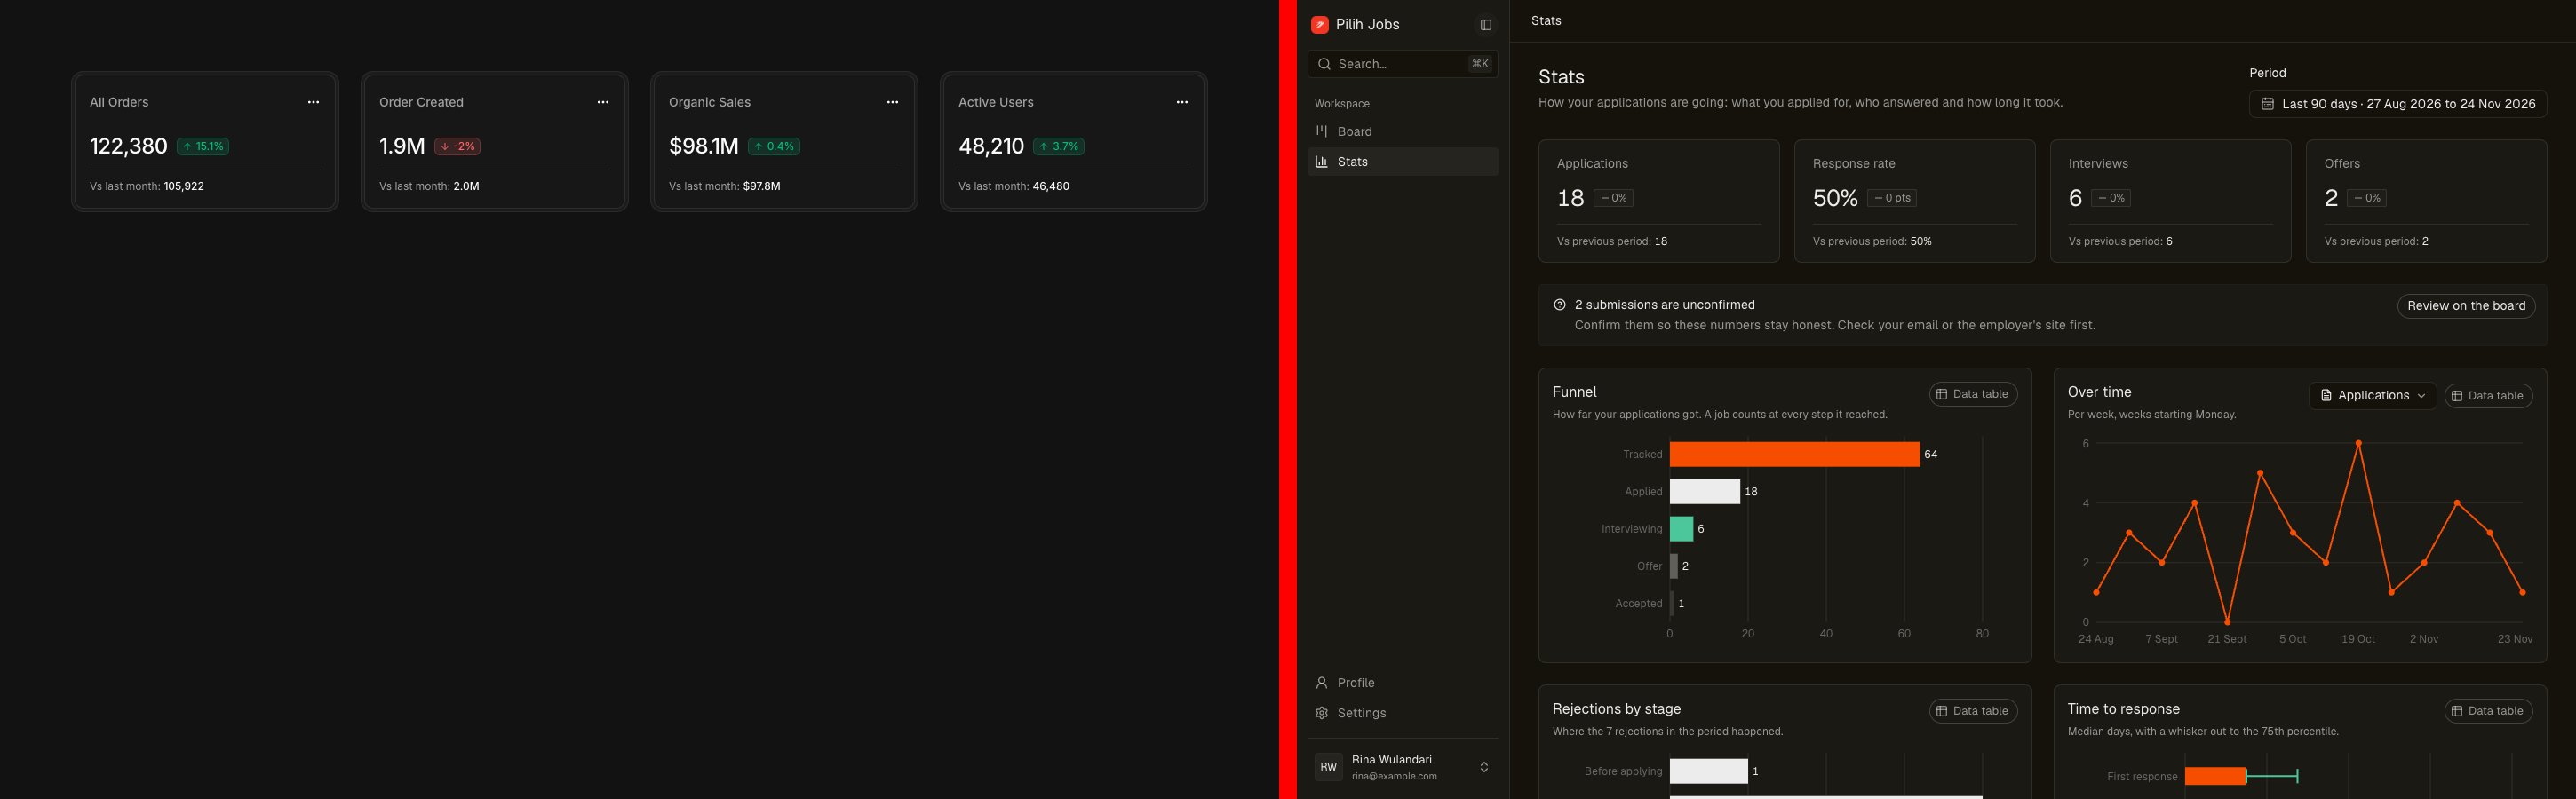 All Orders
122,380
↑ 15.1%
Vs last month: 105,922
Order Created
1.9M
↓ -2%
Vs last month: 2.0M
Organic Sales
$98.1M
↑ 0.4%
Vs last month: $97.8M
Active Users
48,210
↑ 3.7%
Vs last month: 46,480
Pilih Jobs
Search...
⌘K
Workspace
Board
Stats
Profile
Settings
RW
Rina Wulandari
rina@example.com
Stats
Stats
How your applications are going: what you applied for, who answered and how long it took.
Period
Last 90 days · 27 Aug 2026 to 24 Nov 2026
Applications
18
— 0%
Vs previous period: 18
Response rate
50%
— 0 pts
Vs previous period: 50%
Interviews
6
— 0%
Vs previous period: 6
Offers
2
— 0%
Vs previous period: 2
2 submissions are unconfirmed
Confirm them so these numbers stay honest. Check your email or the employer's site first.
Review on the board
Funnel
Data table
How far your applications got. A job counts at every step it reached.
Tracked 64
Applied 18
Interviewing 6
Offer 2
Accepted 1
0 20 40 60 80
Over time
Applications
Data table
Per week, weeks starting Monday.
6
4
2
0
24 Aug 7 Sept 21 Sept 5 Oct 19 Oct 2 Nov 23 Nov
Rejections by stage
Data table
Where the 7 rejections in the period happened.
Before applying 1
Time to response
Data table
Median days, with a whisker out to the 75th percentile.
First response